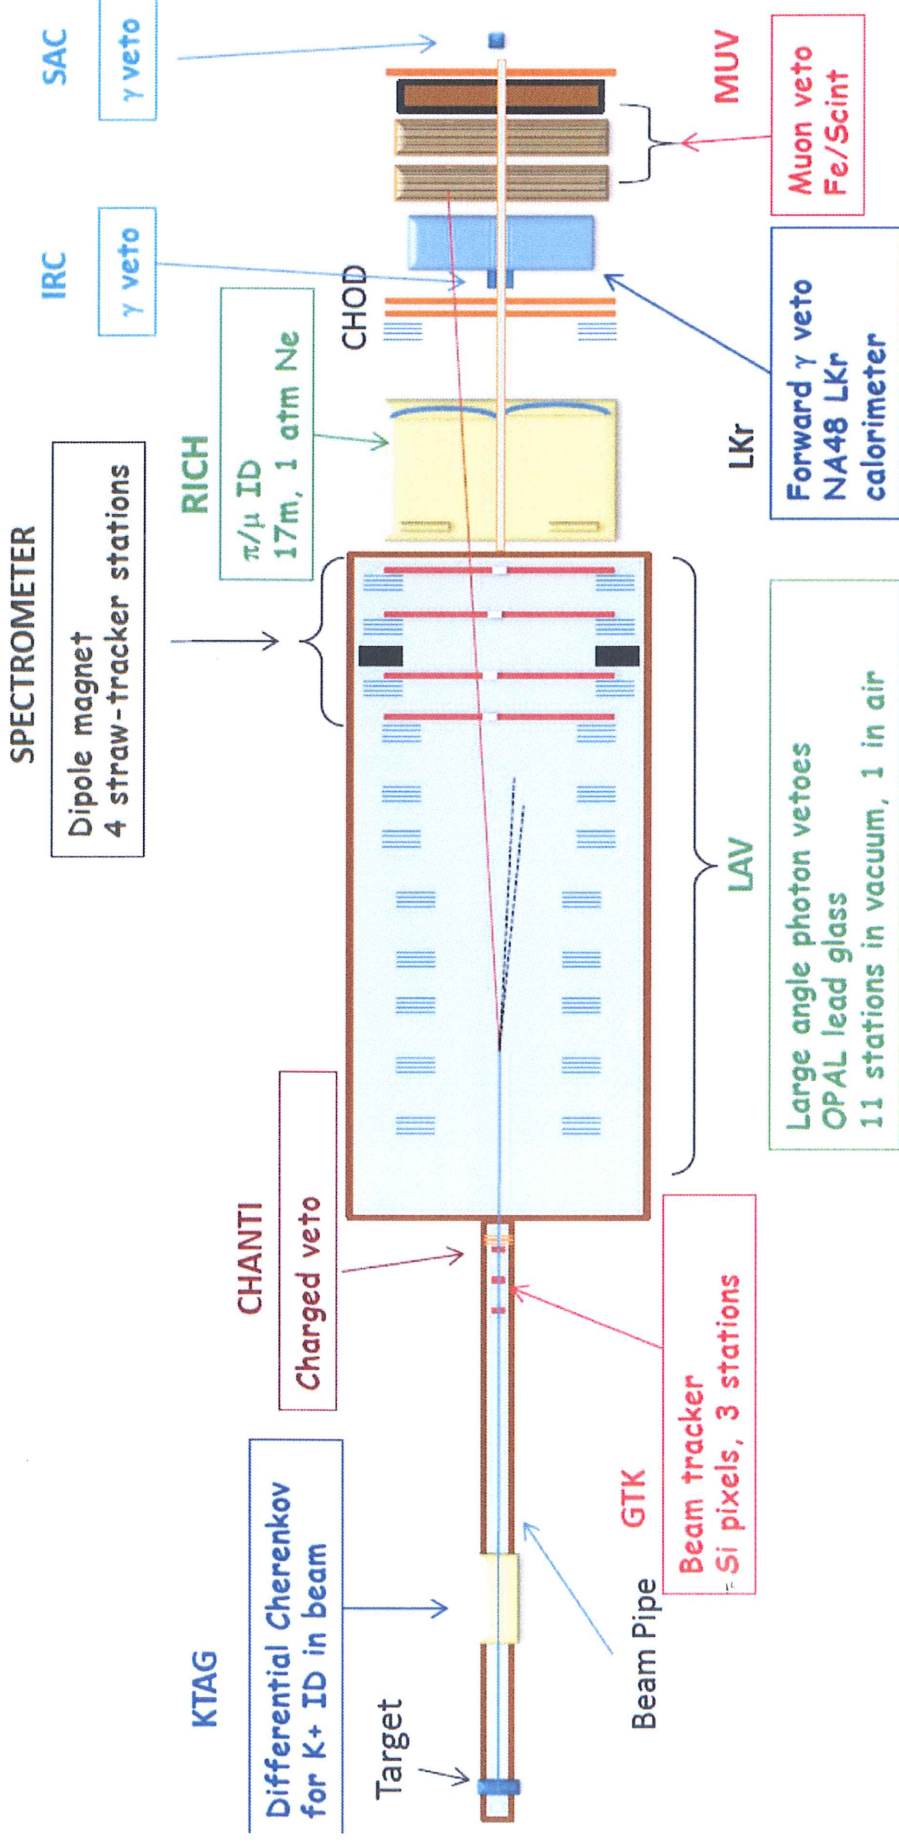 SPECTROMETER
Dipole magnet
4 straw-tracker stations
RICH
π/μ ID
17m, 1 atm Ne
IRC
γ veto
SAC
γ veto
CHOD
KTAG
Differential Cherenkov
for K+ ID in beam
CHANTI
Charged veto
Target
Beam Pipe
GTK
Beam tracker
Si pixels, 3 stations
LAV
Large angle photon vetoes
OPAL lead glass
11 stations in vacuum, 1 in air
LKr
Forward γ veto
NA48 LKr
calorimeter
MUV
Muon veto
Fe/Scint